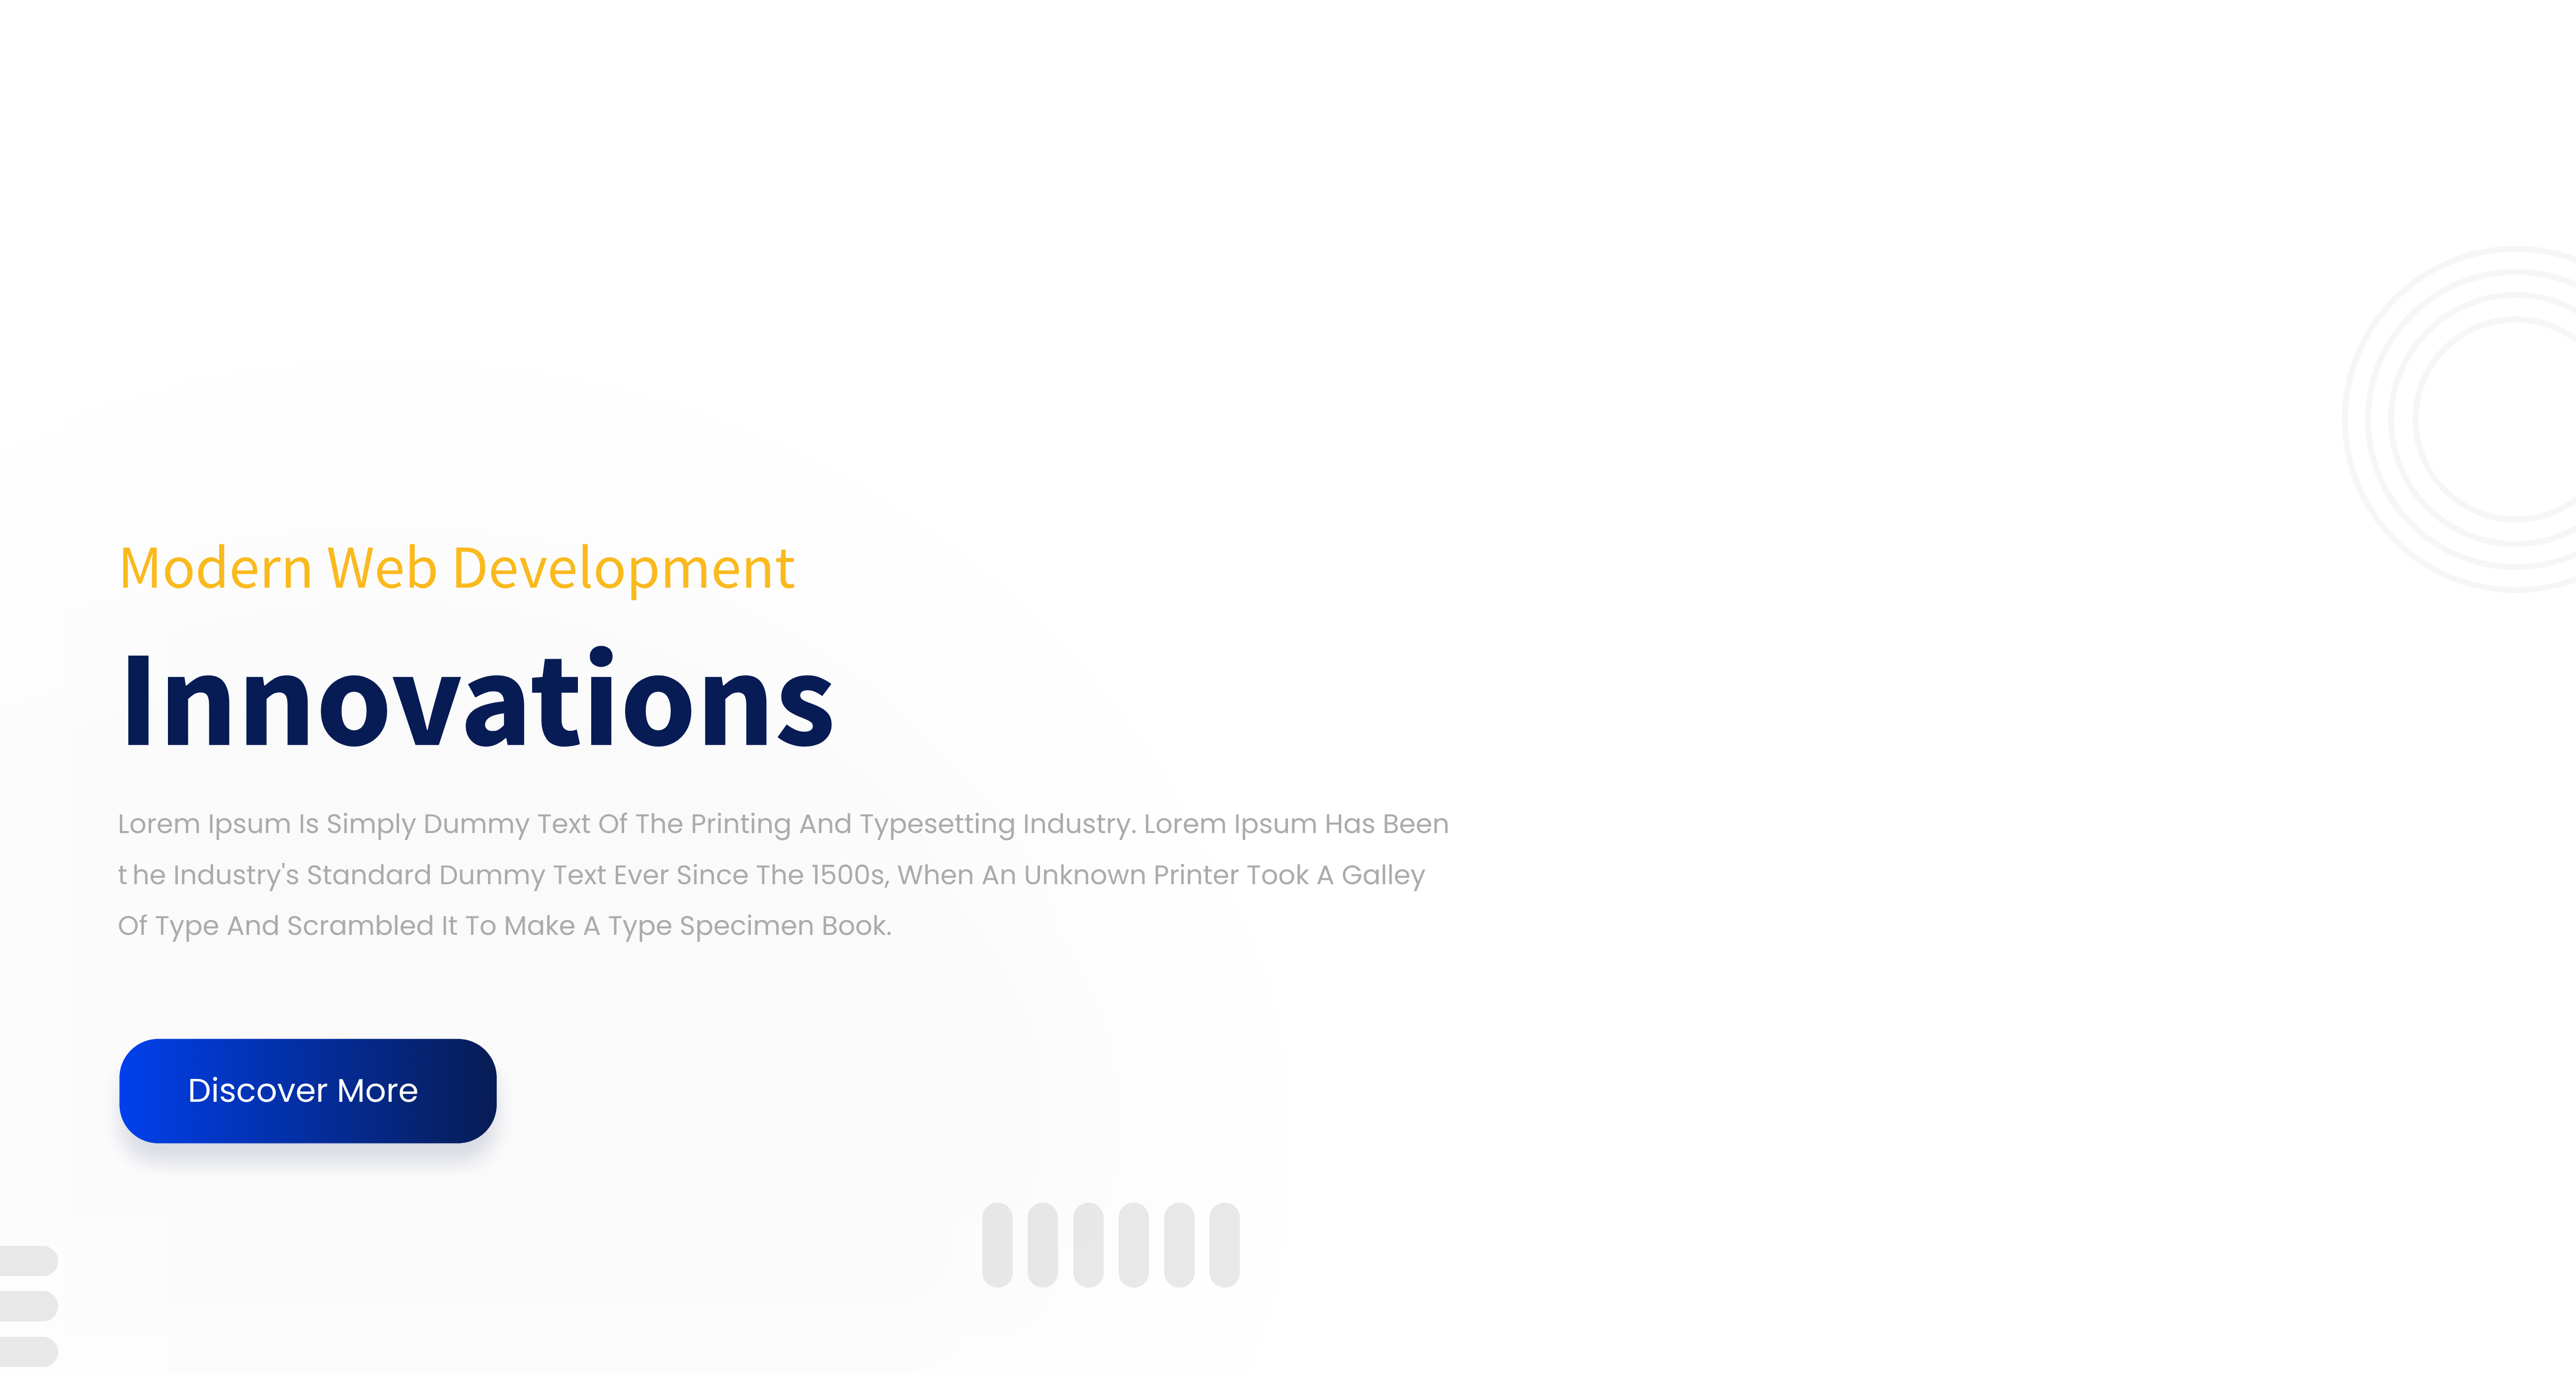 Modern Web Development
Innovations
Lorem Ipsum Is Simply Dummy Text Of The Printing And Typesetting Industry. Lorem Ipsum Has Been
the Industry's Standard Dummy Text Ever Since The 1500s, When An Unknown Printer Took A Galley
Of Type And Scrambled It To Make A Type Specimen Book.
Discover More